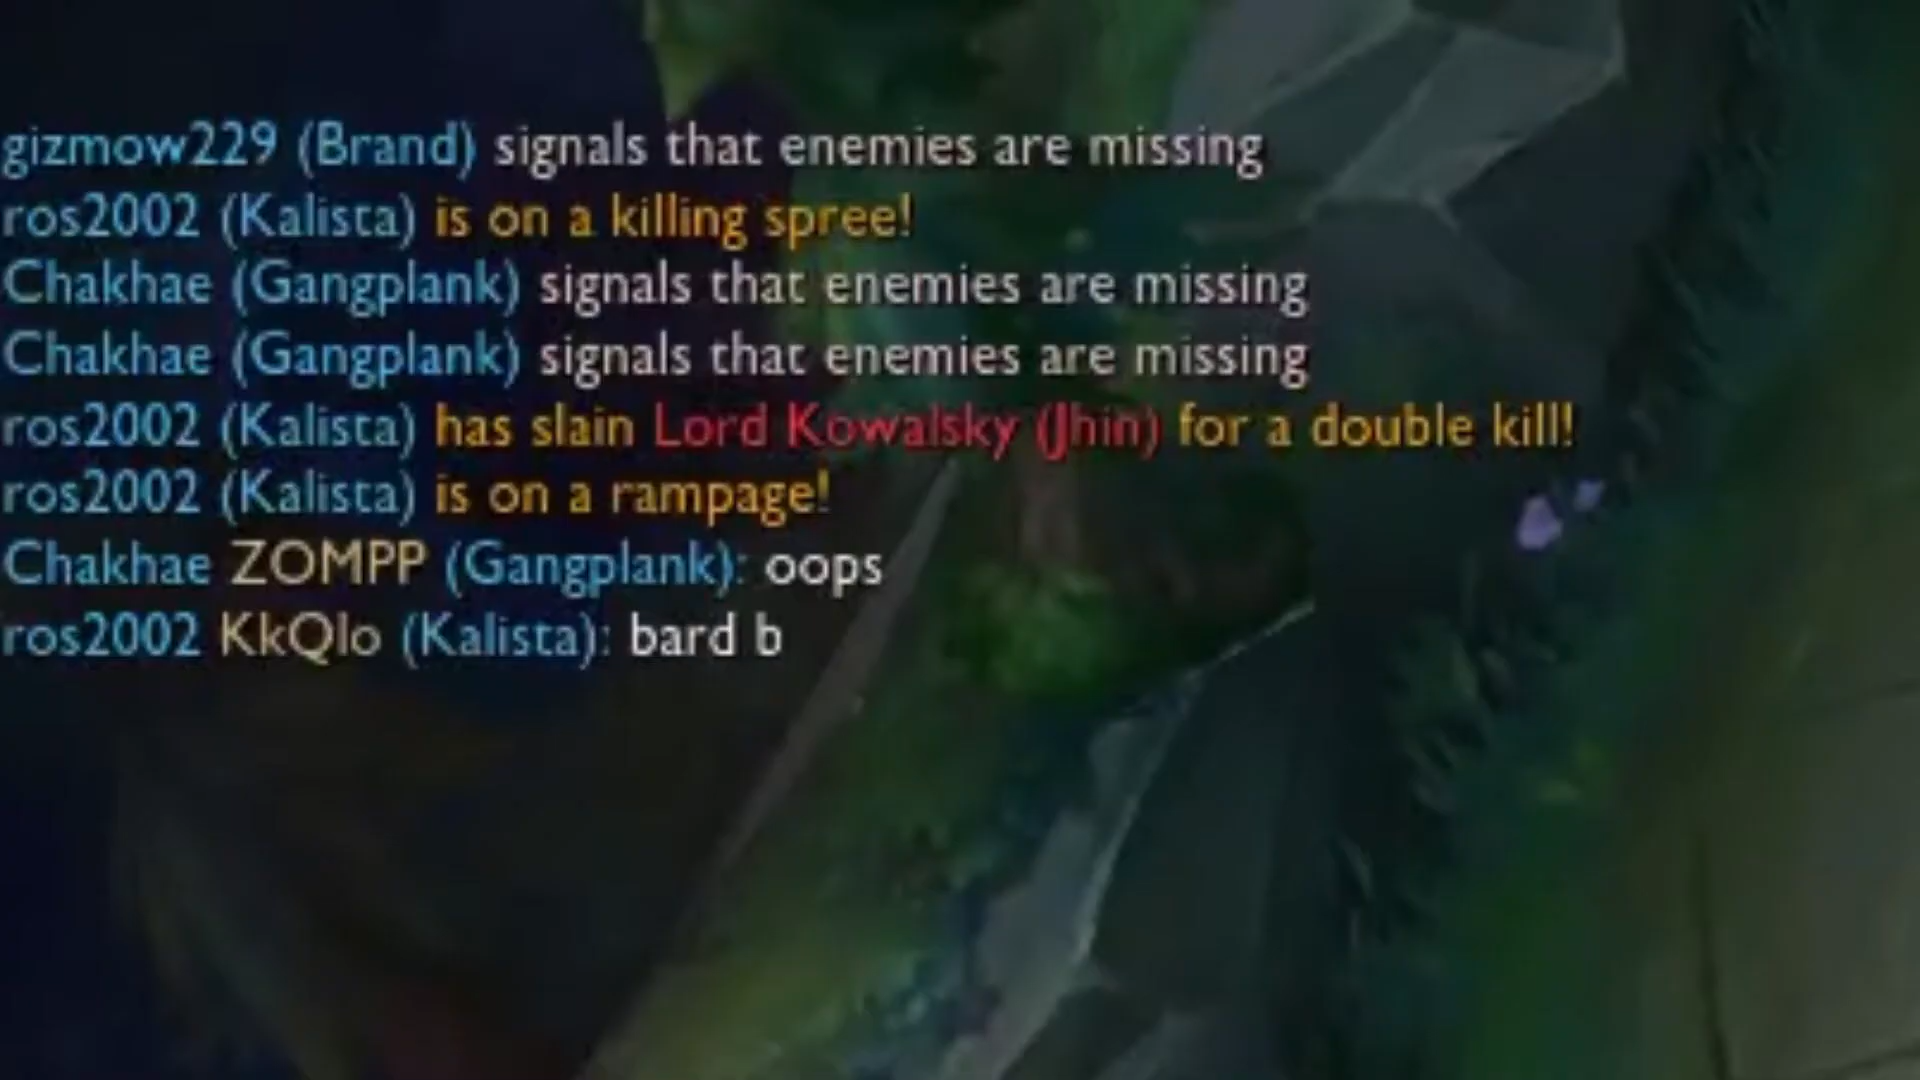 gizmow229 (Brand) signals that enemies are missing
ros2002 (Kalista) is on a killing spree!
Chakhae (Gangplank) signals that enemies are missing
Chakhae (Gangplank) signals that enemies are missing
ros2002 (Kalista) has slain Lord Kowalsky (Jhin) for a double kill!
ros2002 (Kalista) is on a rampage!
Chakhae ZOMPP (Gangplank): oops
ros2002 KkQlo (Kalista): bard b